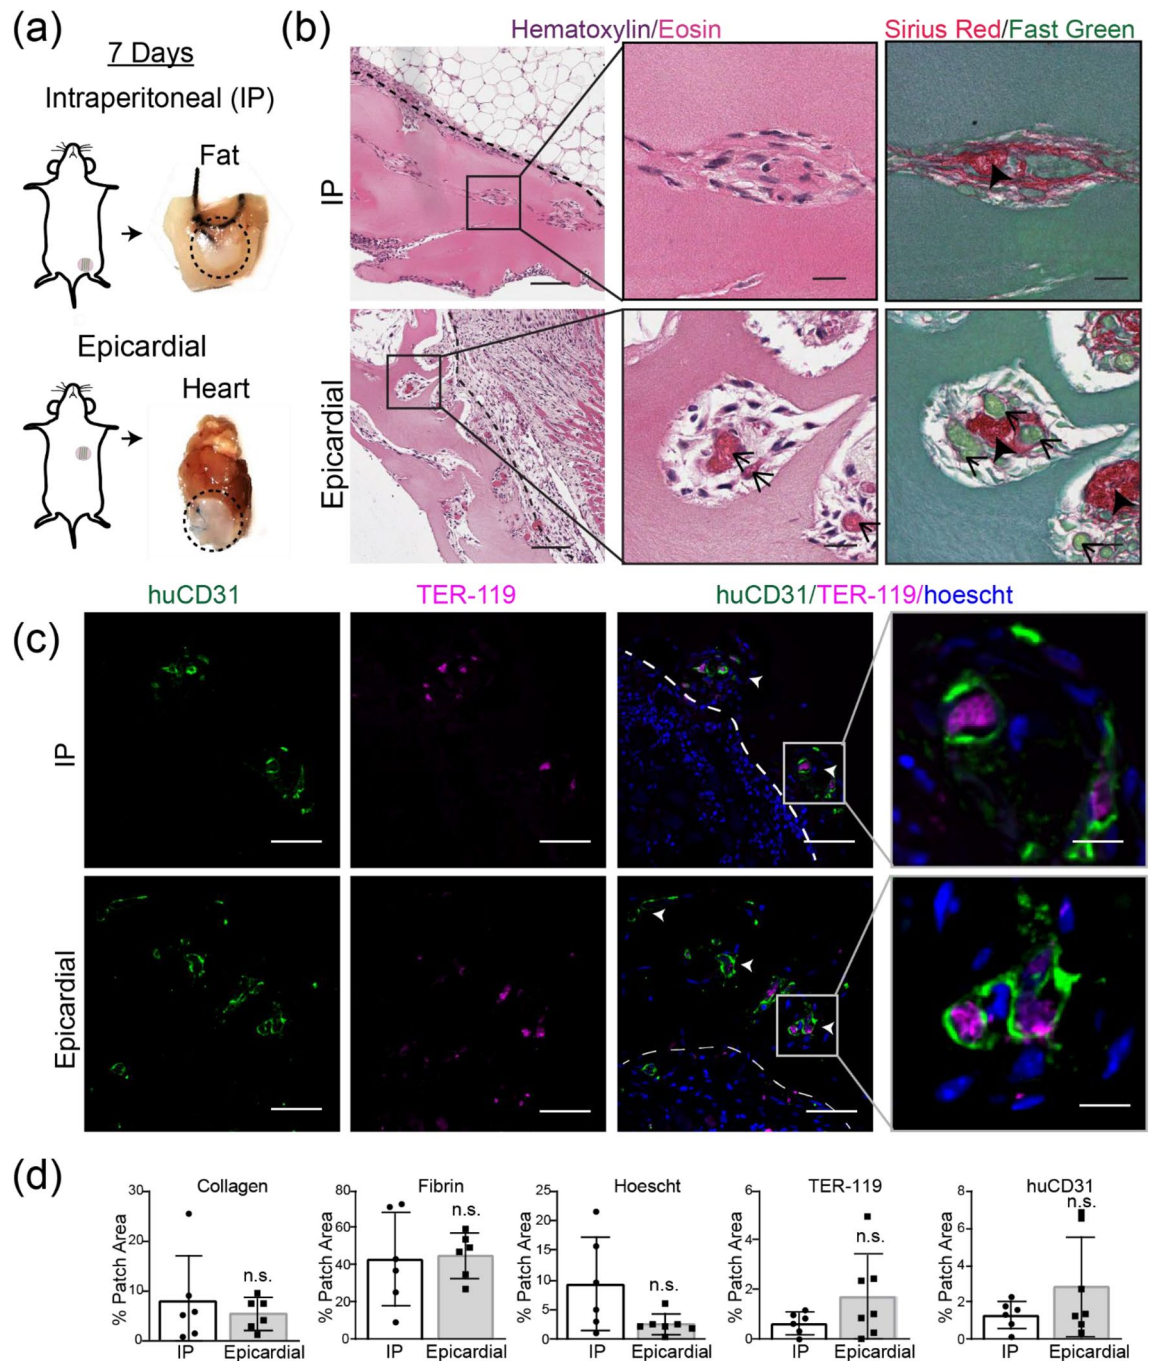 (a)
7 Days
Intraperitoneal (IP)
Fat
Epicardial
Heart
(b)
Hematoxylin/Eosin
Sirius Red/Fast Green
IP
Epicardial
(c)
huCD31
TER-119
huCD31/TER-119/hoescht
IP
Epicardial
(d)
Collagen
% Patch Area
30
20
10
0
n.s.
IP
Epicardial
Fibrin
% Patch Area
80
60
40
20
0
n.s.
IP
Epicardial
Hoescht
% Patch Area
25
20
15
10
5
0
n.s.
IP
Epicardial
TER-119
% Patch Area
6
4
2
0
n.s.
IP
Epicardial
huCD31
% Patch Area
8
6
4
2
0
n.s.
IP
Epicardial